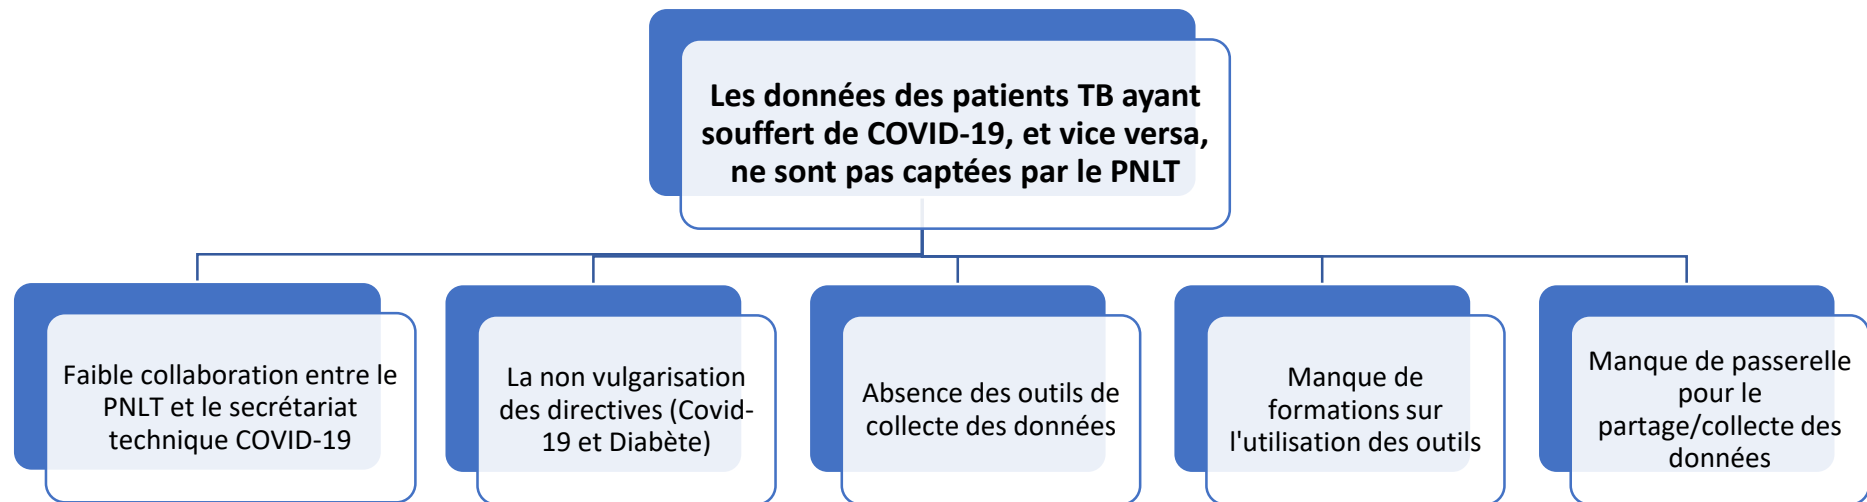 Les données des patients TB ayant
souffert de COVID-19, et vice versa,
ne sont pas captées par le PNLT
Faible collaboration entre le
PNLT et le secrétariat
technique COVID-19
La non vulgarisation
des directives (Covid-
19 et Diabète)
Absence des outils de
collecte des données
Manque de
formations sur
l'utilisation des outils
Manque de passerelle
pour le
partage/collecte des
données